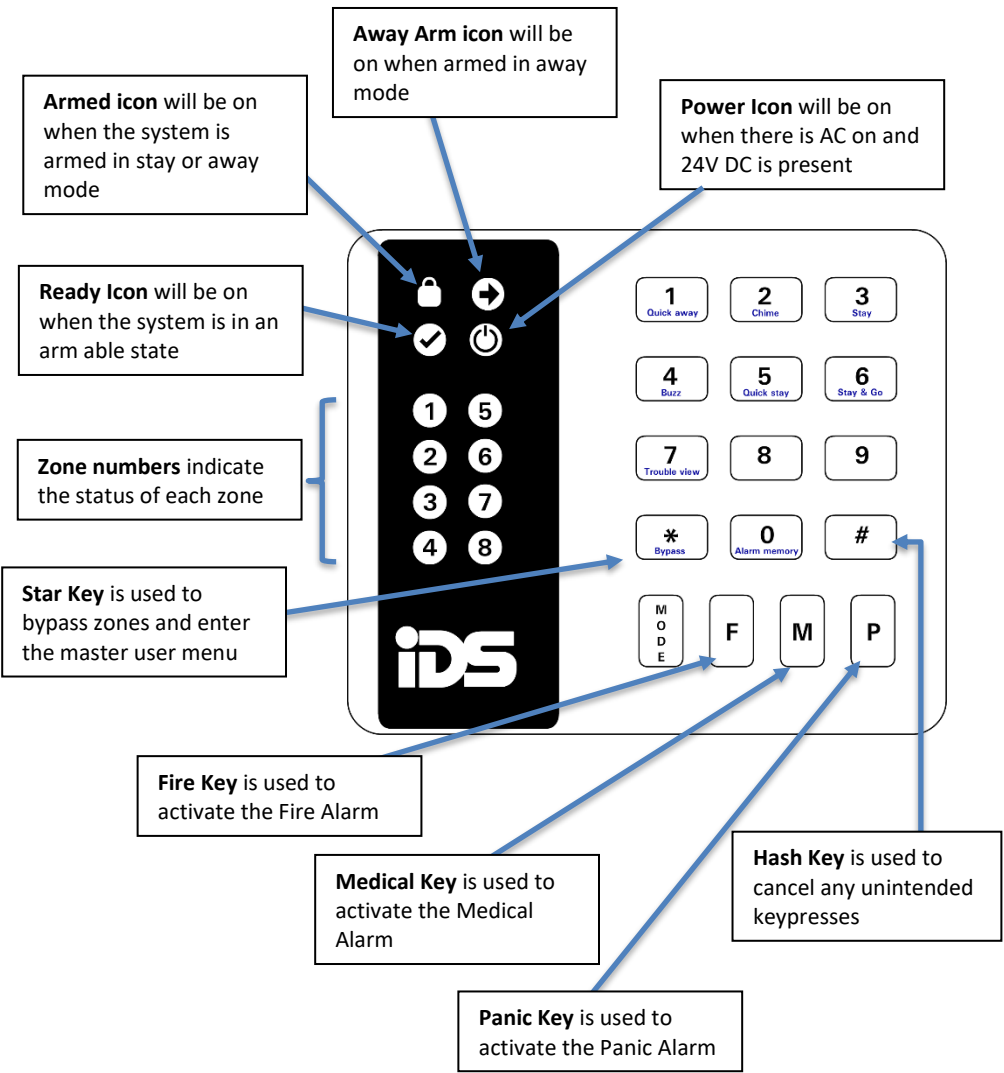 Away Arm icon will be
on when armed in away
mode
Armed icon will be on
when the system is
armed in stay or away
mode
Power Icon will be on
when there is AC on and
24V DC is present
Ready Icon will be on
when the system is in an
arm able state
Zone numbers indicate
the status of each zone
Star Key is used to
bypass zones and enter
the master user menu
1 5
2 6
3 7
4 8
iDS
1 2 3
Quick away Chime Stay
4 5 6
Buzz Quick stay Stay & Go
7 8 9
Trouble view
* 0 #
Bypass Alarm memory
MODE F M P
Fire Key is used to
activate the Fire Alarm
Medical Key is used to
activate the Medical
Alarm
Hash Key is used to
cancel any unintended
keypresses
Panic Key is used to
activate the Panic Alarm